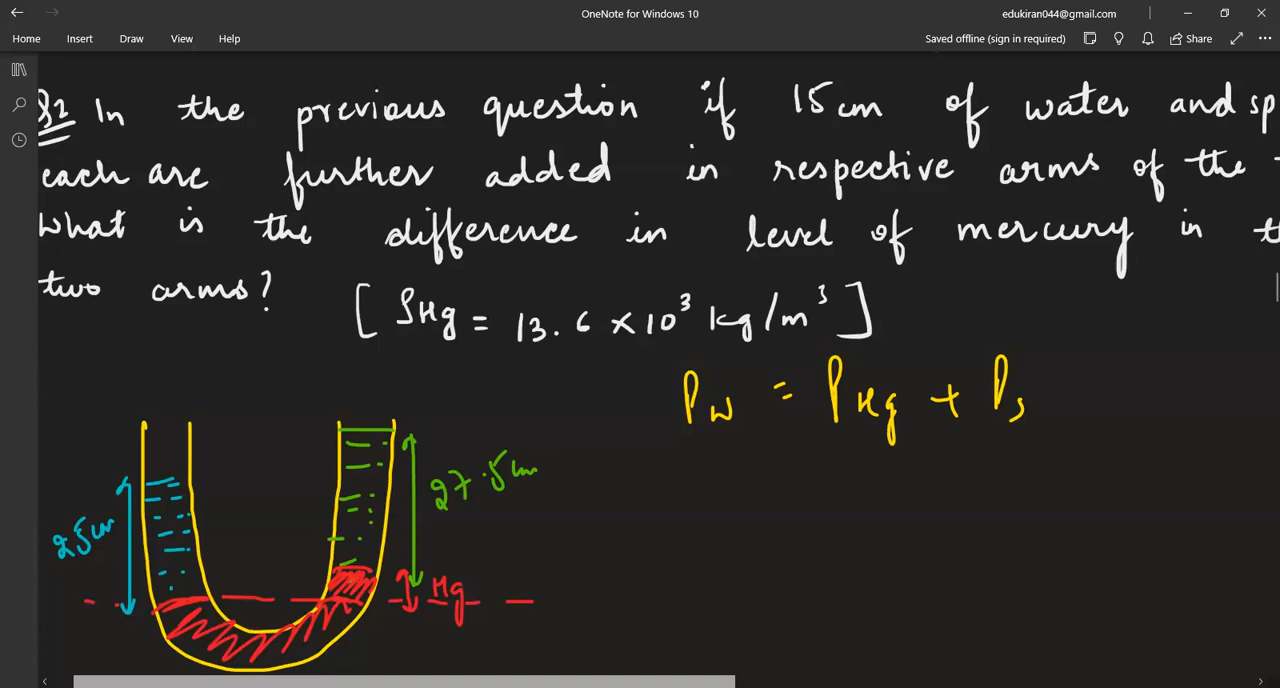 OneNote for Windows 10
edukiran044@gmail.com
Home Insert Draw View Help
Saved offline (sign in required)
Share
Q2 In the previous question if 15cm of water and sp
each are further added in respective arms of the
What is the difference in level of mercury in
two arms? [ ρHg = 13.6 × 10³ kg/m³ ]
Pw = PHg + Ps
27.5cm
25cm
Hg